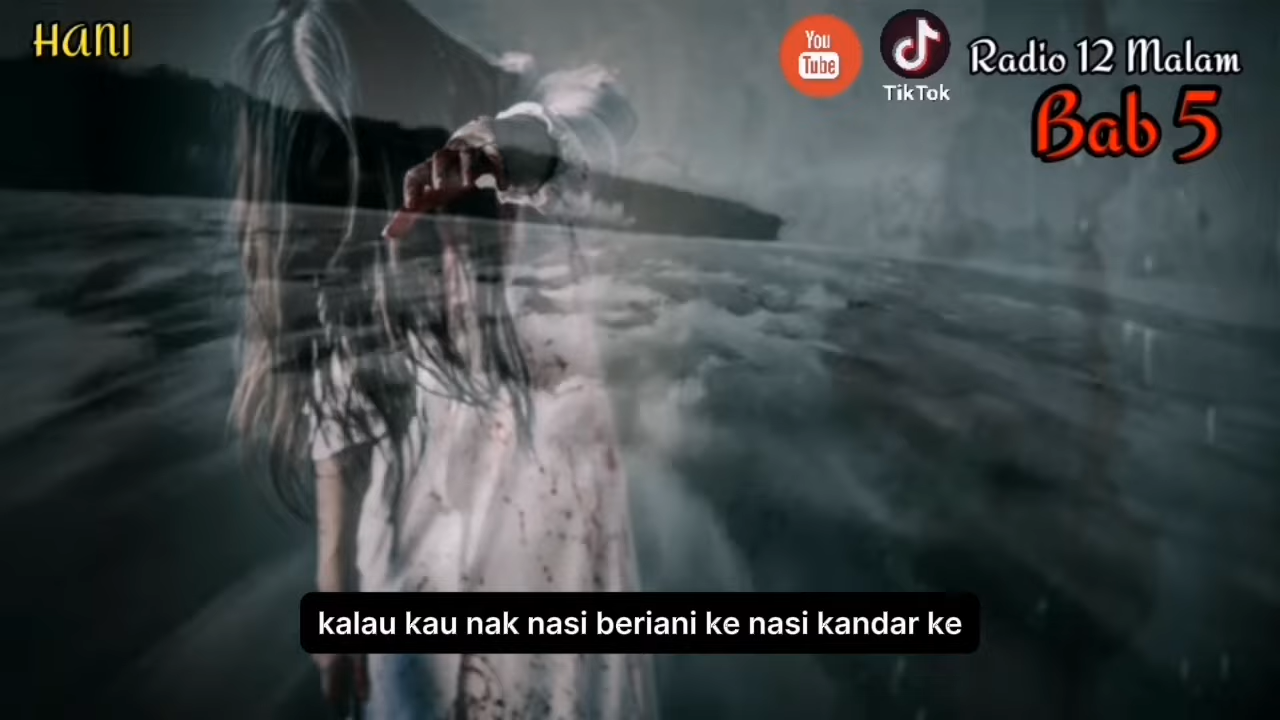 HANI
You
Tube
TikTok
Radio 12 Malam
Bab 5
kalau kau nak nasi beriani ke nasi kandar ke